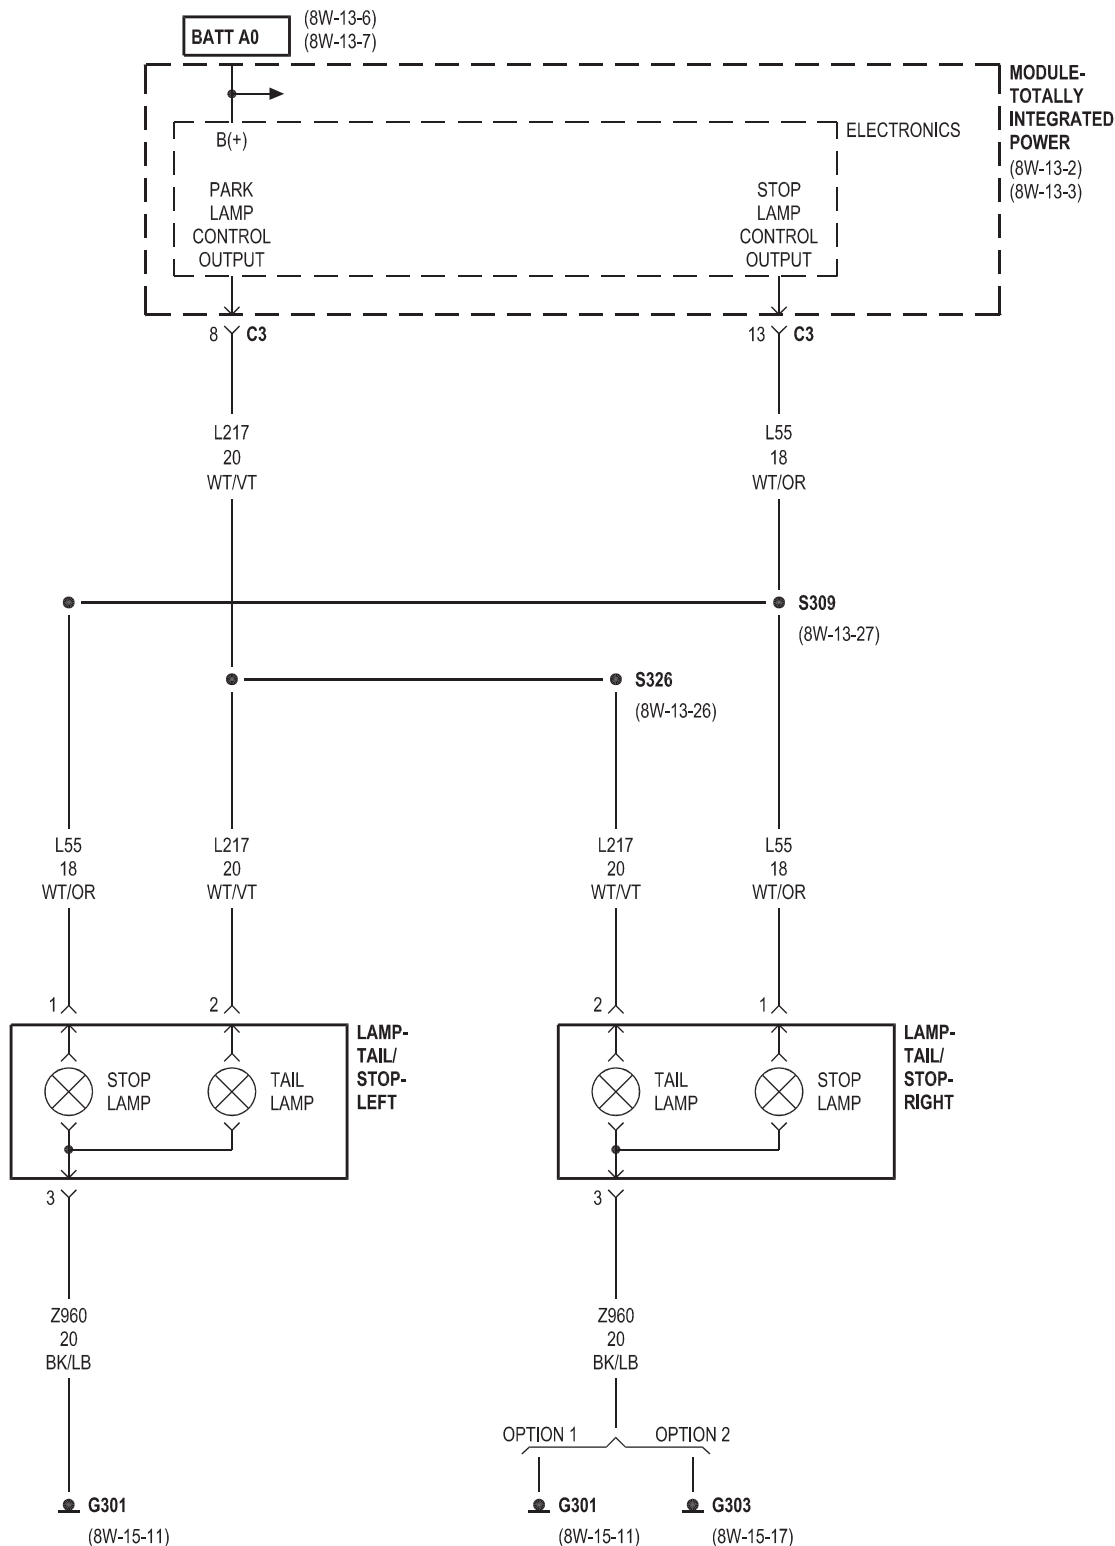 BATT A0
(8W-13-6)
(8W-13-7)
MODULE-
TOTALLY
INTEGRATED
POWER
(8W-13-2)
(8W-13-3)
ELECTRONICS
B(+)
PARK
LAMP
CONTROL
OUTPUT
STOP
LAMP
CONTROL
OUTPUT
8
C3
13
C3
L217
20
WT/VT
L55
18
WT/OR
S309
(8W-13-27)
S326
(8W-13-26)
L55
18
WT/OR
L217
20
WT/VT
L217
20
WT/VT
L55
18
WT/OR
1
2
2
1
STOP
LAMP
TAIL
LAMP
LAMP-
TAIL/
STOP-
LEFT
TAIL
LAMP
STOP
LAMP
LAMP-
TAIL/
STOP-
RIGHT
3
3
Z960
20
BK/LB
Z960
20
BK/LB
OPTION 1
OPTION 2
G301
(8W-15-11)
G301
(8W-15-11)
G303
(8W-15-17)